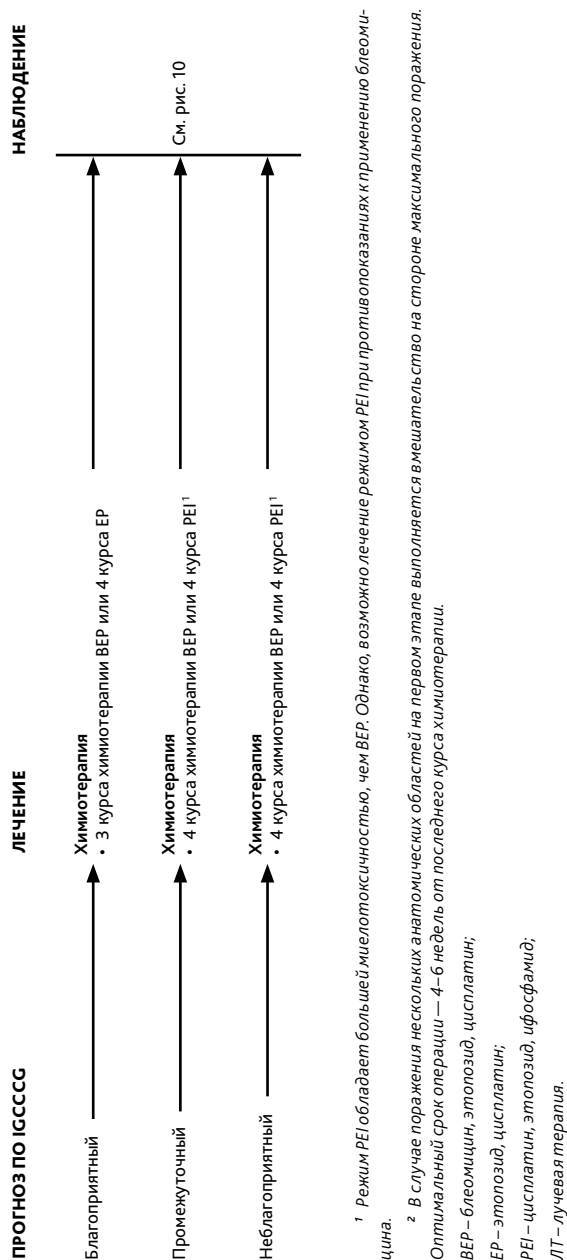 ПРОГНОЗ ПО IGCCCG
ЛЕЧЕНИЕ
НАБЛЮДЕНИЕ
Благоприятный
Химиотерапия
• 3 курса химиотерапии BEP или 4 курса EP
Промежуточный
Химиотерапия
• 4 курса химиотерапии BEP или 4 курса PEI¹
См. рис. 10
Неблагоприятный
Химиотерапия
• 4 курса химиотерапии BEP или 4 курса PEI¹
¹ Режим PEI обладает большей миелотоксичностью, чем BEP. Однако, возможно лечение режимом PEI при противопоказаниях к применению блеоми-
цина.
² В случае поражения нескольких анатомических областей на первом этапе выполняется вмешательство на стороне максимального поражения.
Оптимальный срок операции — 4–6 недель от последнего курса химиотерапии.
BEP – блеомицин, этопозид, цисплатин;
EP – этопозид, цисплатин;
PEI – цисплатин, этопозид, ифосфамид;
ЛТ – лучевая терапия.